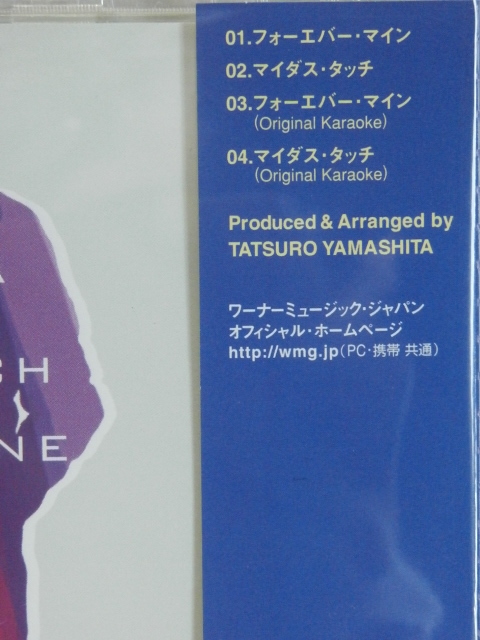 01.フォーエバー・マイン
02.マイダス・タッチ
03.フォーエバー・マイン
(Original Karaoke)
04.マイダス・タッチ
(Original Karaoke)
Produced & Arranged by
TATSURO YAMASHITA
ワーナーミュージック・ジャパン
オフィシャル・ホームページ
http://wmg.jp(PC・携帯 共通)
CH
NE